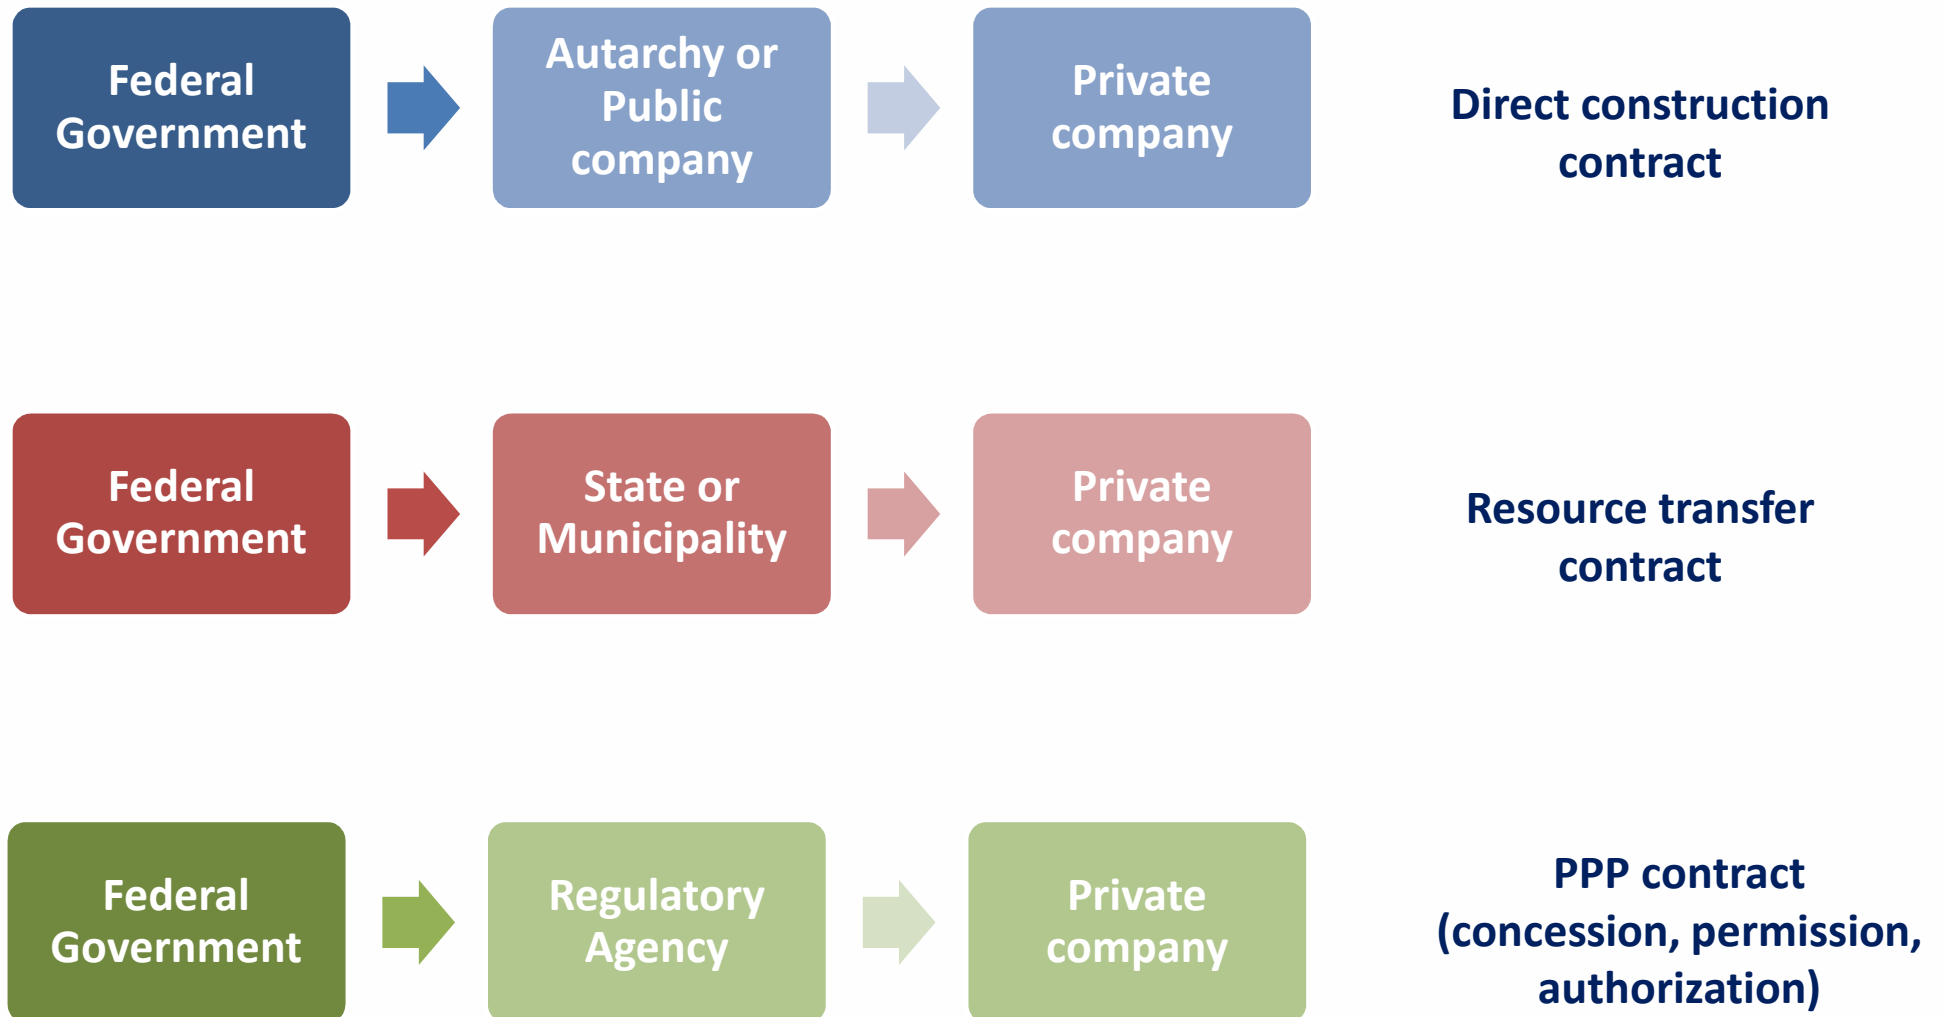 Federal
Government
Autarchy or
Public
company
Private
company
Direct construction
contract
Federal
Government
State or
Municipality
Private
company
Resource transfer
contract
Federal
Government
Regulatory
Agency
Private
company
PPP contract
(concession, permission,
authorization)